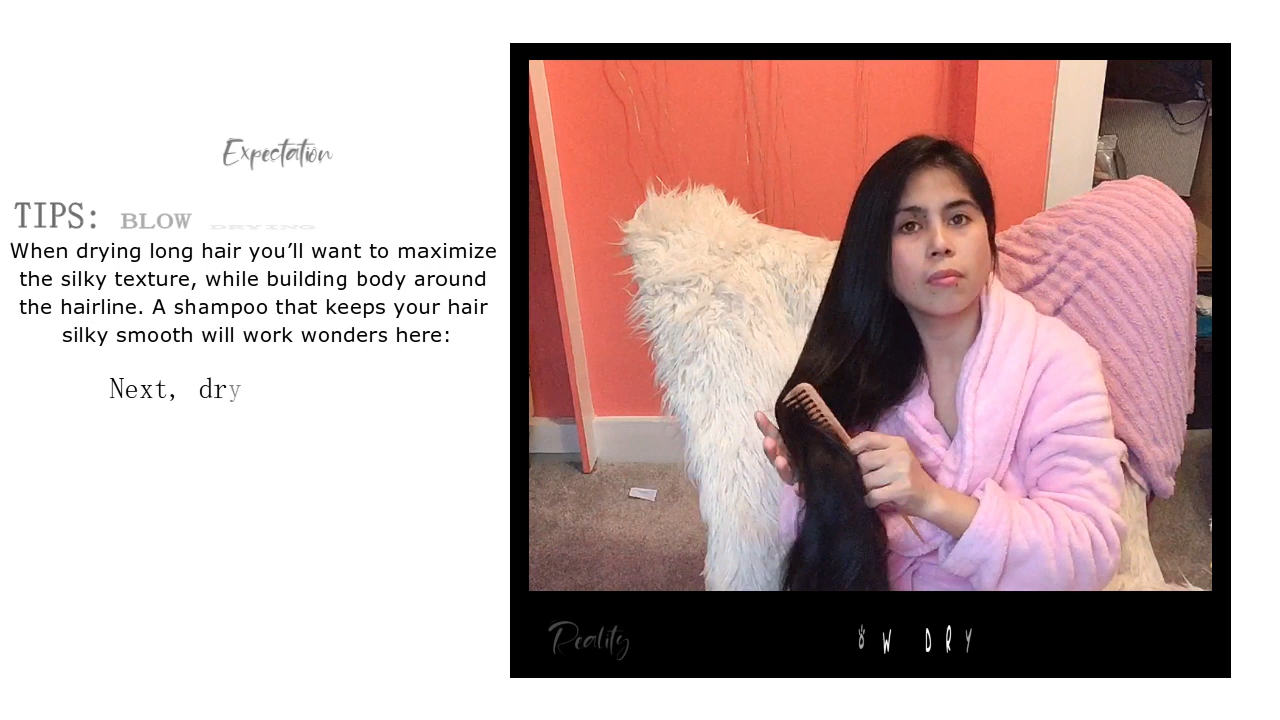 Expectation
TIPS: BLOW DRYING
When drying long hair you’ll want to maximize
the silky texture, while building body around
the hairline. A shampoo that keeps your hair
silky smooth will work wonders here:
Next, dry
Reality
W DRY